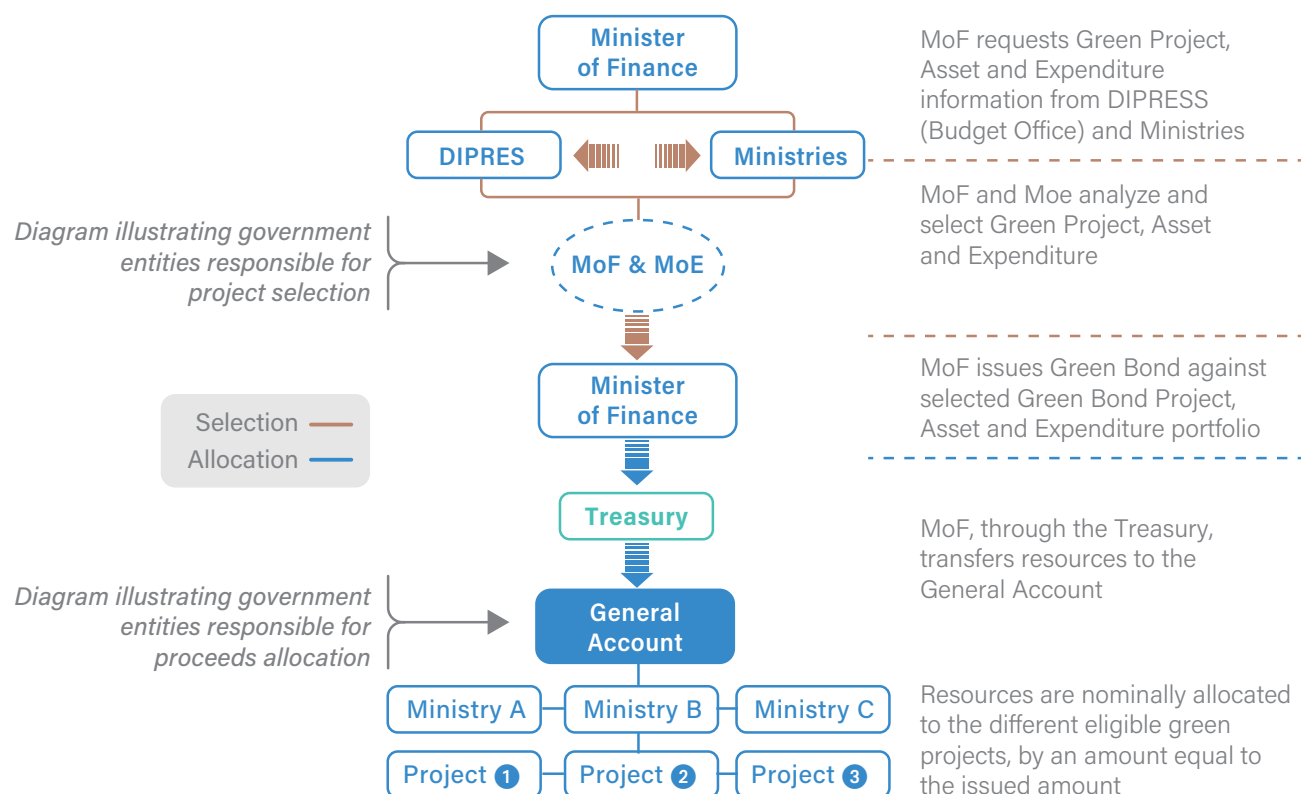 Minister
of Finance
DIPRES
Ministries
MoF requests Green Project,
Asset and Expenditure
information from DIPRESS
(Budget Office) and Ministries
Diagram illustrating government
entities responsible for
project selection
MoF & MoE
MoF and Moe analyze and
select Green Project, Asset
and Expenditure
Minister
of Finance
MoF issues Green Bond against
selected Green Bond Project,
Asset and Expenditure portfolio
Selection
Allocation
Treasury
MoF, through the Treasury,
transfers resources to the
General Account
Diagram illustrating government
entities responsible for
proceeds allocation
General
Account
Ministry A
Ministry B
Ministry C
Project 1
Project 2
Project 3
Resources are nominally allocated
to the different eligible green
projects, by an amount equal to
the issued amount